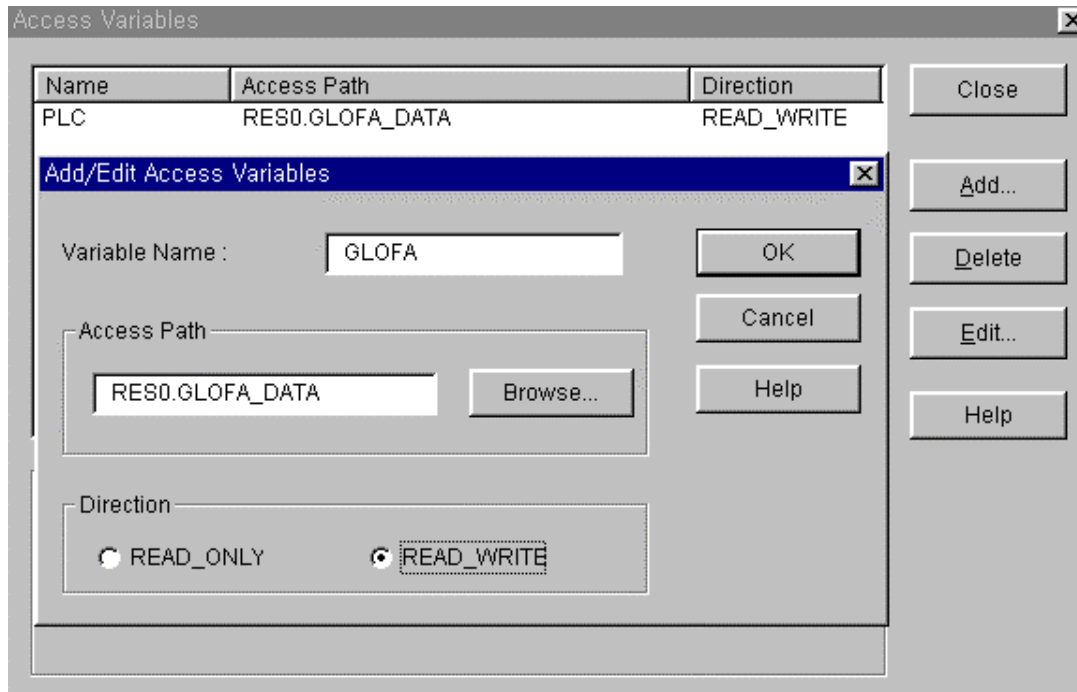 Access Variables
Name Access Path Direction
PLC RES0.GLOFA_DATA READ_WRITE
Close
Add/Edit Access Variables
Add...
Variable Name : GLOFA OK
Delete
Cancel
Access Path
Edit...
RES0.GLOFA_DATA Browse... Help
Help
Direction
READ_ONLY READ_WRITE